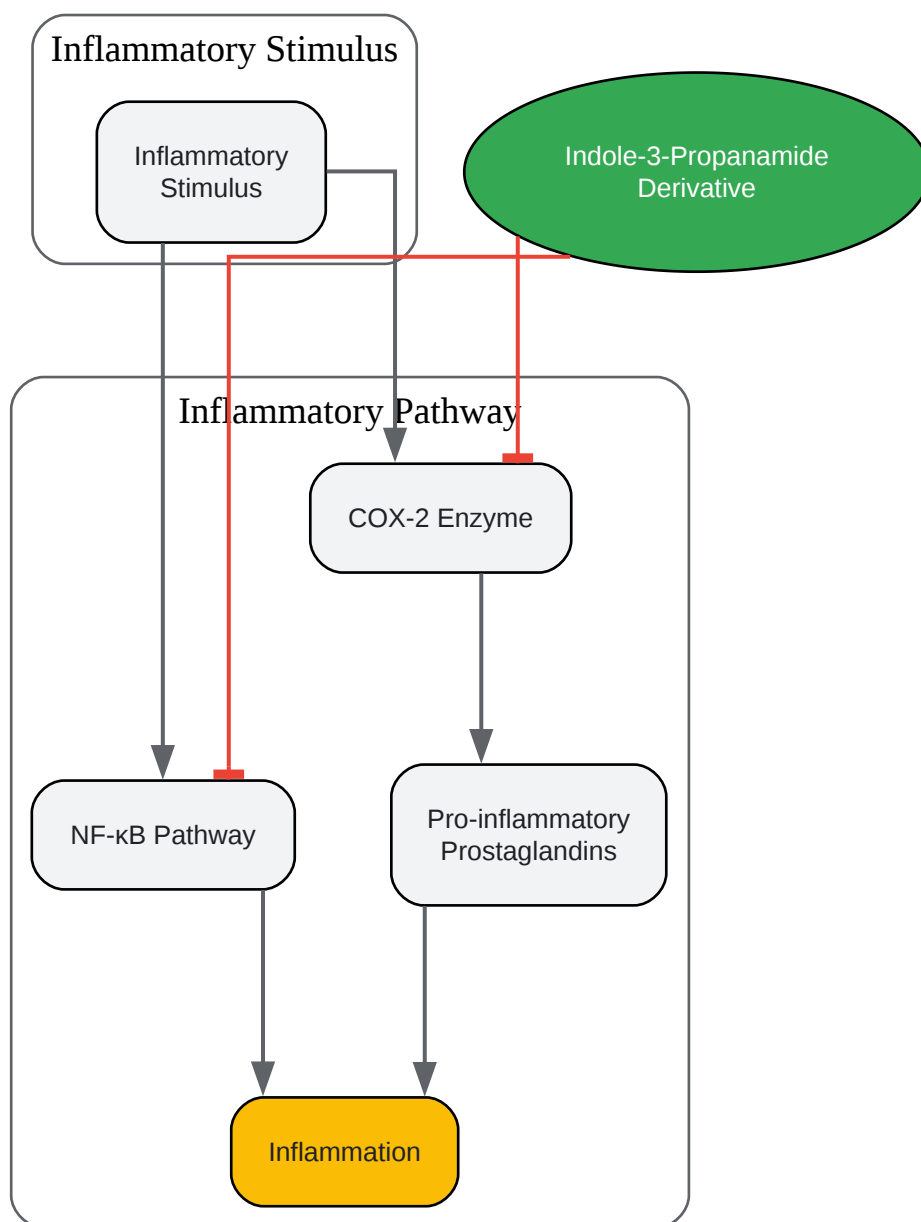 Inflammatory Stimulus
Inflammatory
Stimulus
Indole-3-Propanamide
Derivative
Inflammatory Pathway
COX-2 Enzyme
NF-κB Pathway
Pro-inflammatory
Prostaglandins
Inflammation